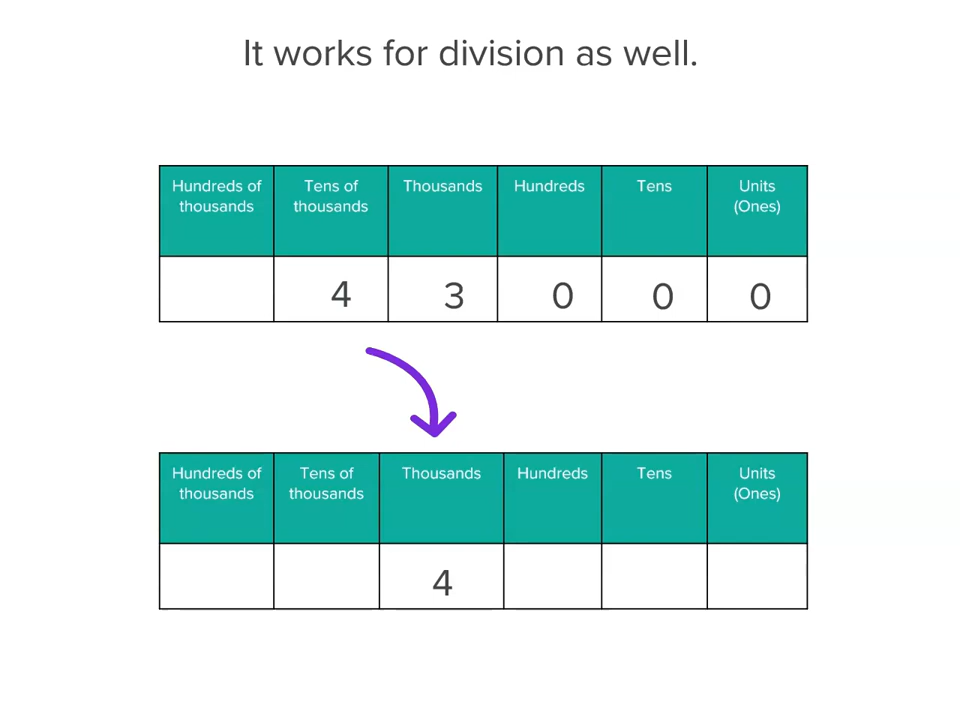 It works for division as well.
Hundreds of thousands Tens of thousands Thousands Hundreds Tens Units (Ones)
4 3 0 0 0
Hundreds of thousands Tens of thousands Thousands Hundreds Tens Units (Ones)
4